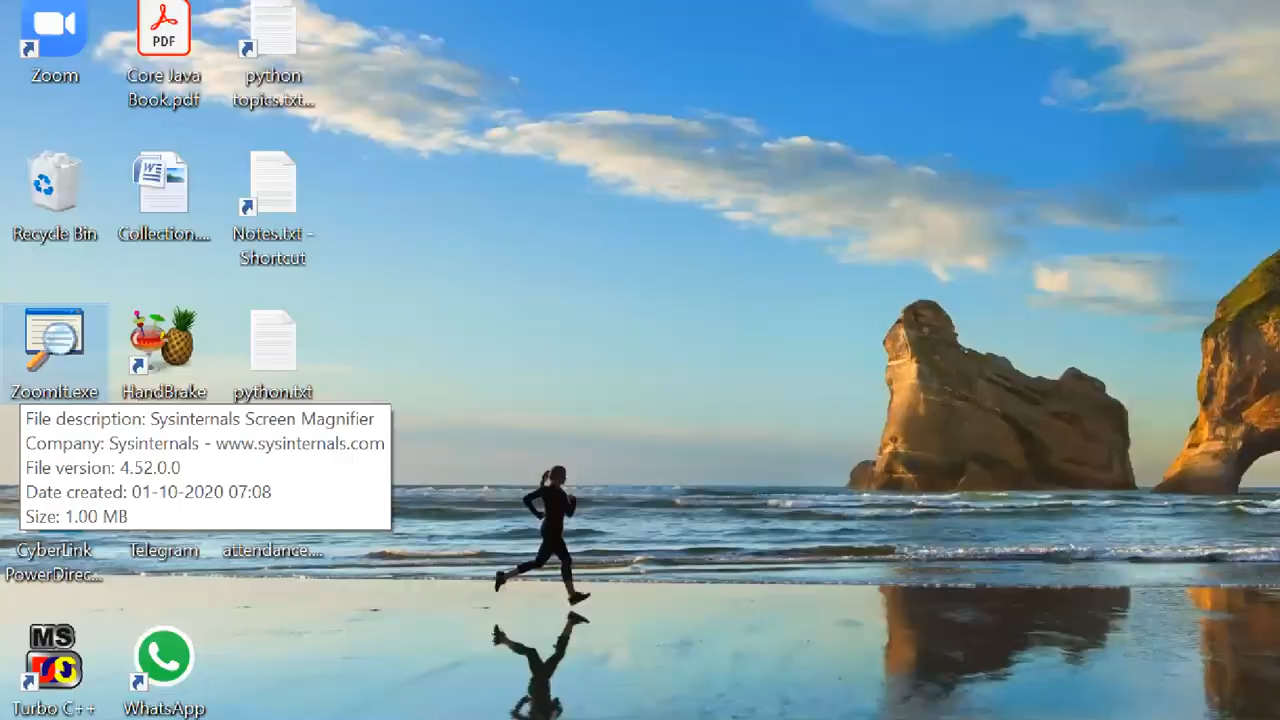 Zoom
PDF
Core Java
Book.pdf
python
topics.txt...
Recycle Bin
W
Collection....
Notes.txt -
Shortcut
ZoomIt.exe
HandBrake
python.txt
File description: Sysinternals Screen Magnifier
Company: Sysinternals - www.sysinternals.com
File version: 4.52.0.0
Date created: 01-10-2020 07:08
Size: 1.00 MB
CyberLink
PowerDirec...
Telegram
attendance....
MS
Turbo C++
WhatsApp